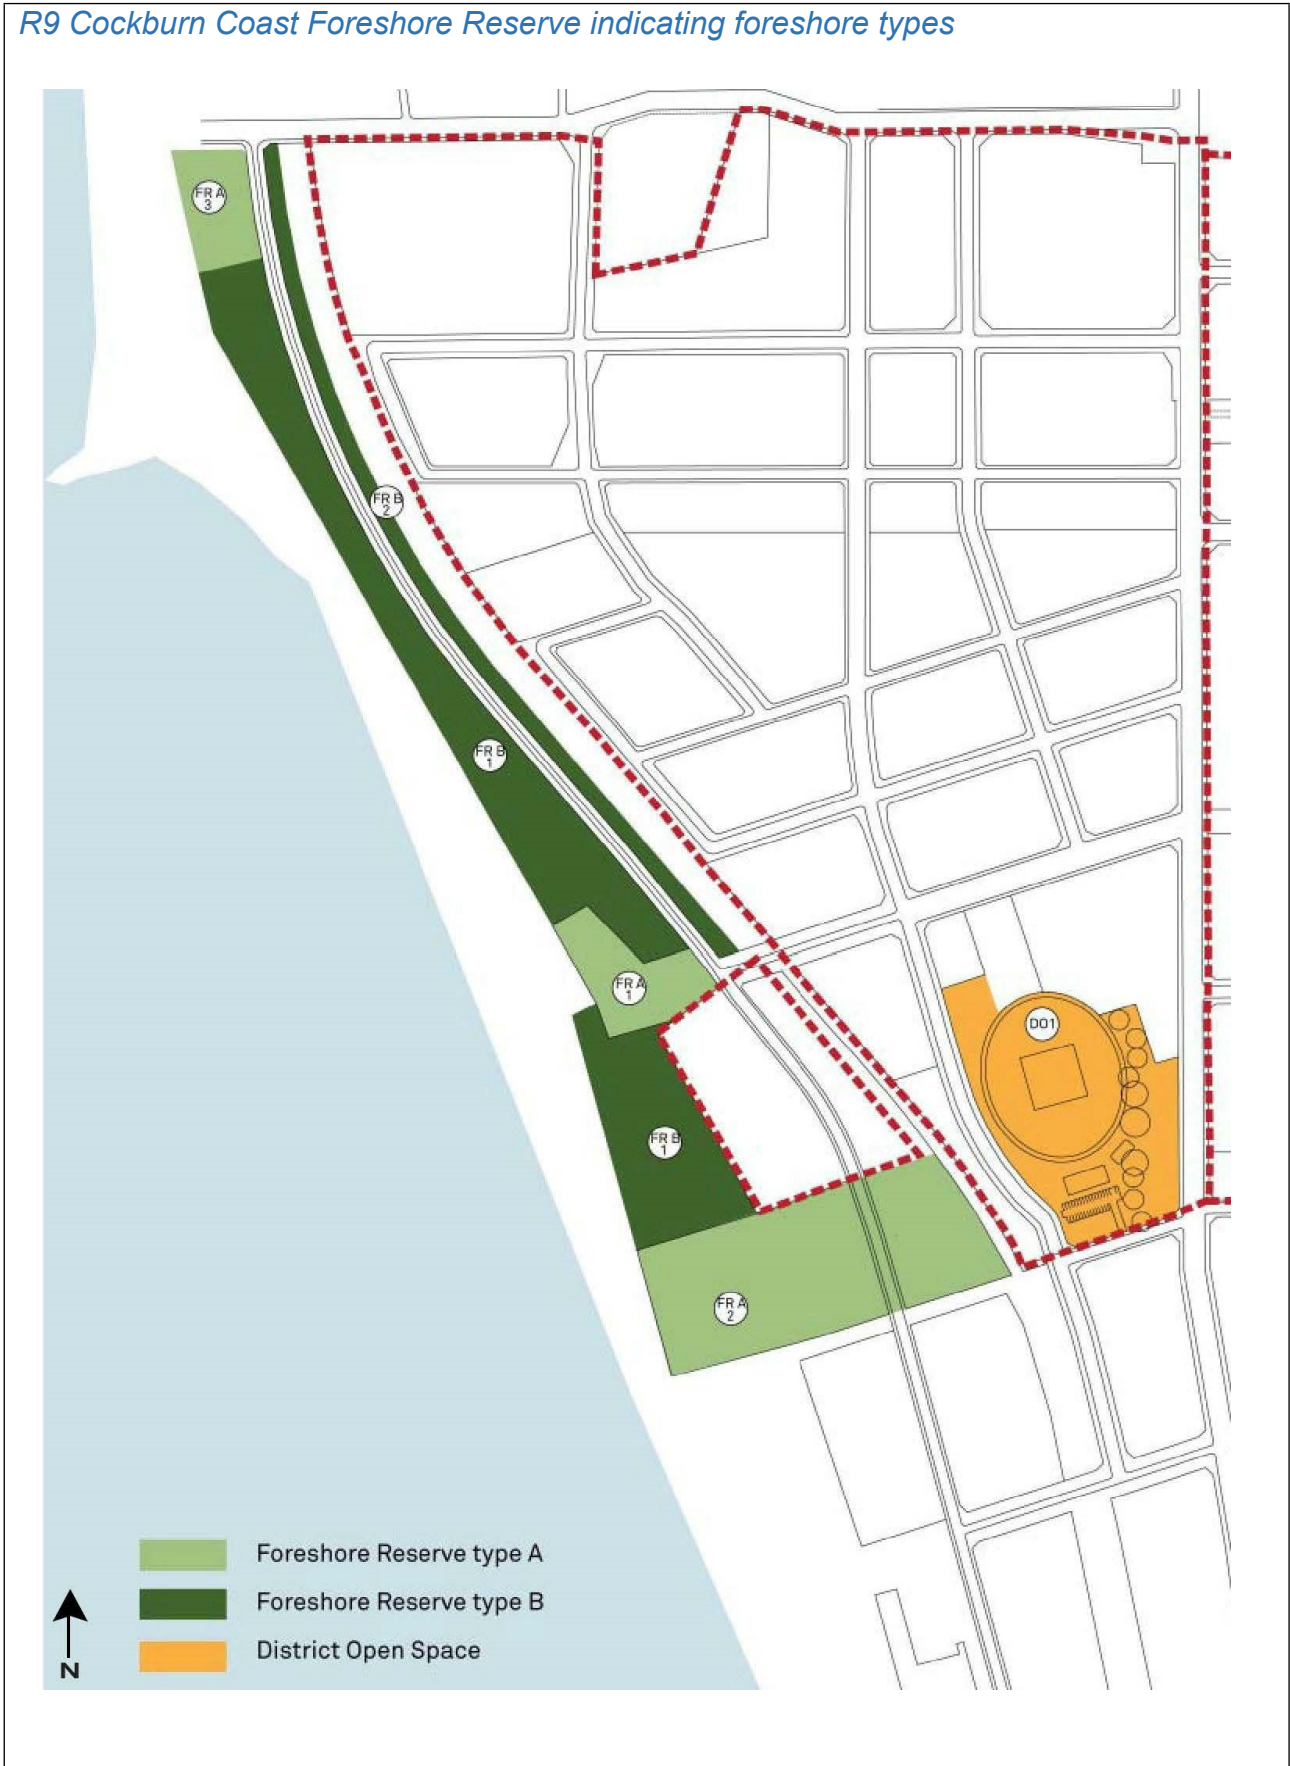 R9 Cockburn Coast Foreshore Reserve indicating foreshore types
FR A
3
FR B
2
FR B
1
FR A
1
DO1
FR B
1
FR A
2
Foreshore Reserve type A
Foreshore Reserve type B
District Open Space
N